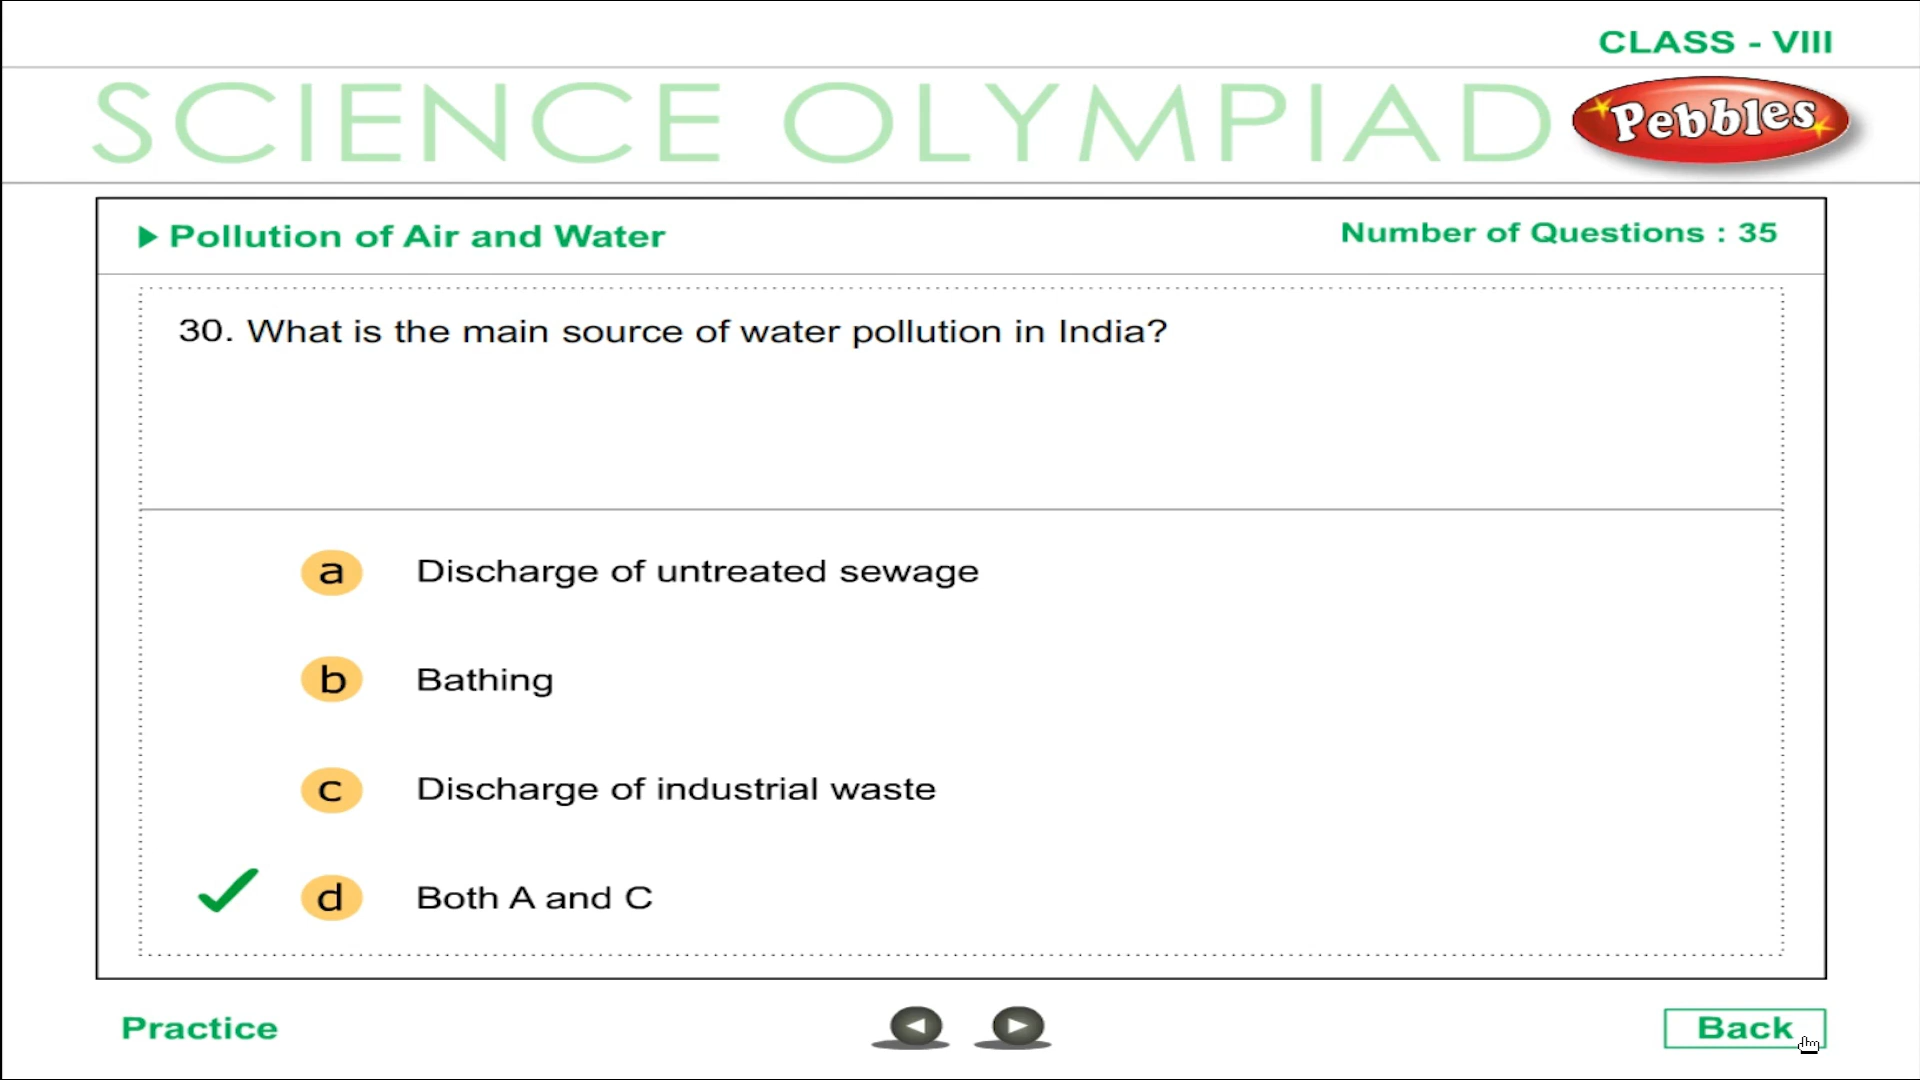 CLASS - VIII
SCIENCE OLYMPIAD
Pebbles
Pollution of Air and Water
Number of Questions : 35
30. What is the main source of water pollution in India?
a Discharge of untreated sewage
b Bathing
c Discharge of industrial waste
d Both A and C
Practice
Back